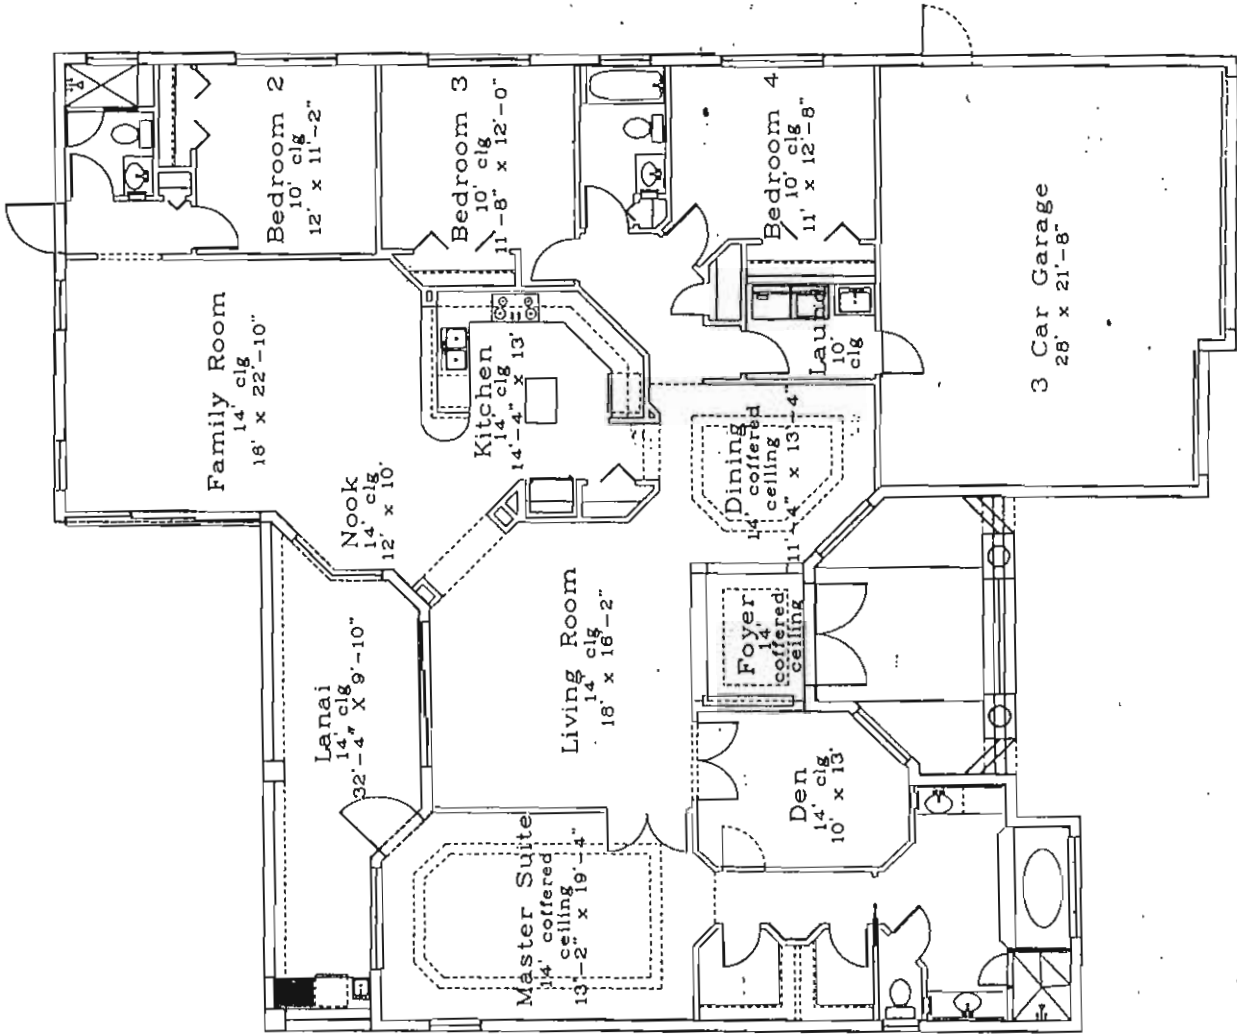 Bedroom 2
10' clg
12' x 11'-2"
Bedroom 3
10' clg
11'-8" x 12'-0"
Bedroom 4
10' clg
11' x 12'-8"
3 Car Garage
28' x 21'-8"
Family Room
14' clg
18' x 22'-10"
Kitchen
14' clg
14'-4" x 13'
Laund
10'
clg
Nook
14' clg
12' x 10'
Dining
14' coffered
ceiling
11'-4" x 13'-4"
Living Room
14' clg
18' x 16'-2"
Foyer
14'
coffered
ceiling
Lanai
14' clg
32'-4" X 9'-10"
Den
14' clg
10' x 13'
Master Suite
14' coffered
ceiling
13'-2" x 19'-4"